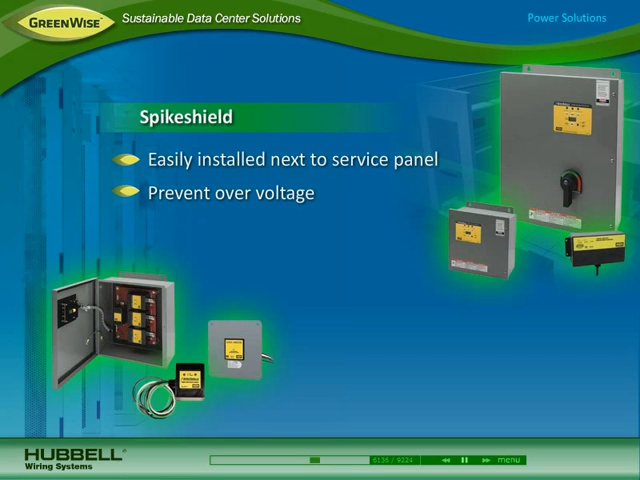 GREENWISE™
Sustainable Data Center Solutions
Power Solutions
Spikeshield
Easily installed next to service panel
Prevent over voltage
HUBBELL®
Wiring Systems
6136 / 9224
menu